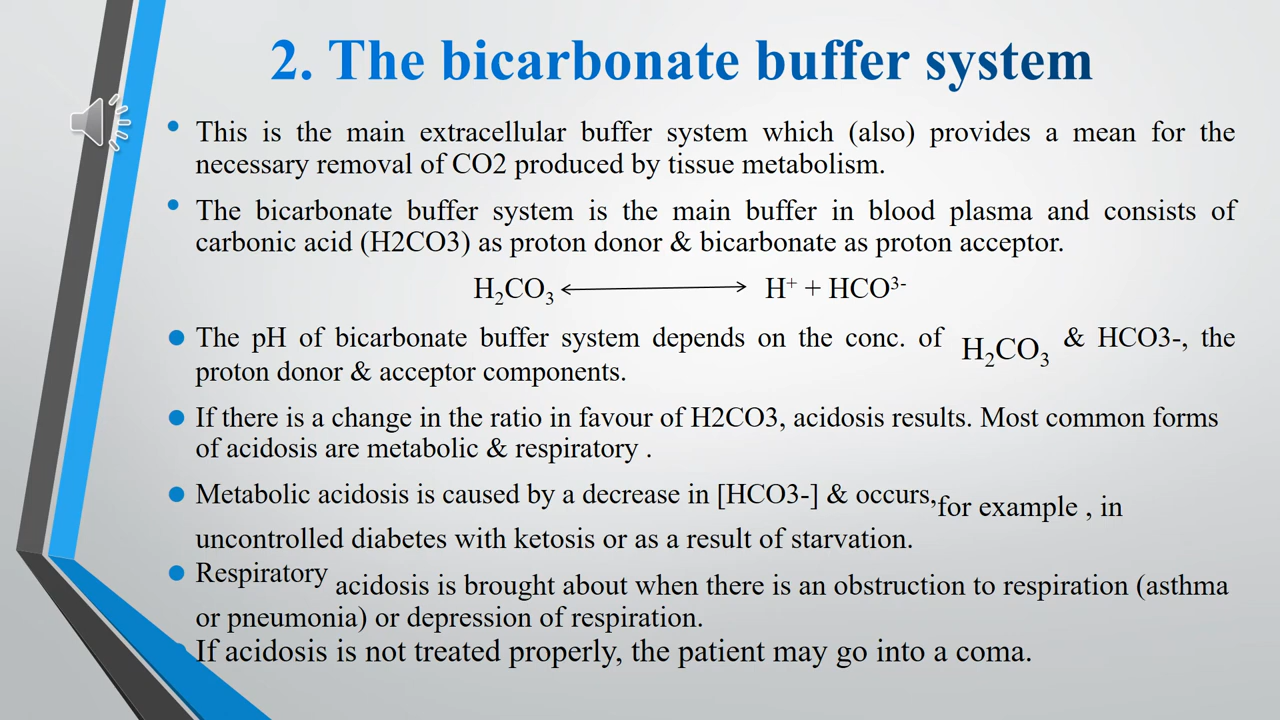 2. The bicarbonate buffer system
• This is the main extracellular buffer system which (also) provides a mean for the
necessary removal of CO2 produced by tissue metabolism.
• The bicarbonate buffer system is the main buffer in blood plasma and consists of
carbonic acid (H2CO3) as proton donor & bicarbonate as proton acceptor.
H₂CO₃ ⟷ H⁺ + HCO³⁻
• The pH of bicarbonate buffer system depends on the conc. of H₂CO₃ & HCO3-, the
proton donor & acceptor components.
• If there is a change in the ratio in favour of H2CO3, acidosis results. Most common forms
of acidosis are metabolic & respiratory .
• Metabolic acidosis is caused by a decrease in [HCO3-] & occurs,for example , in
uncontrolled diabetes with ketosis or as a result of starvation.
• Respiratory acidosis is brought about when there is an obstruction to respiration (asthma
or pneumonia) or depression of respiration.
• If acidosis is not treated properly, the patient may go into a coma.